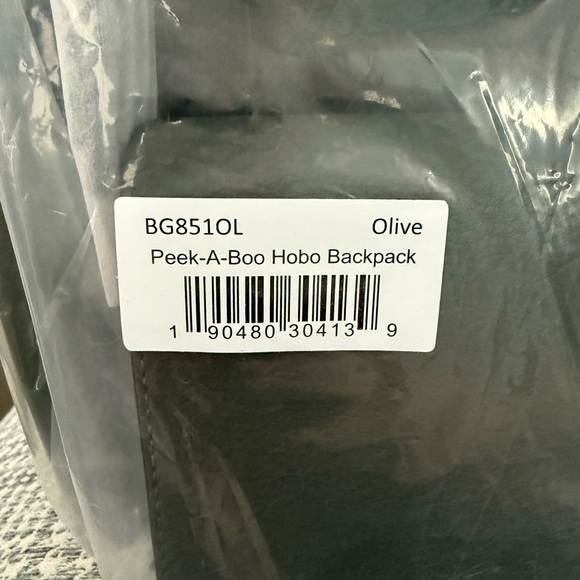 BG851OL Olive
Peek-A-Boo Hobo Backpack
1 90480 30413 9